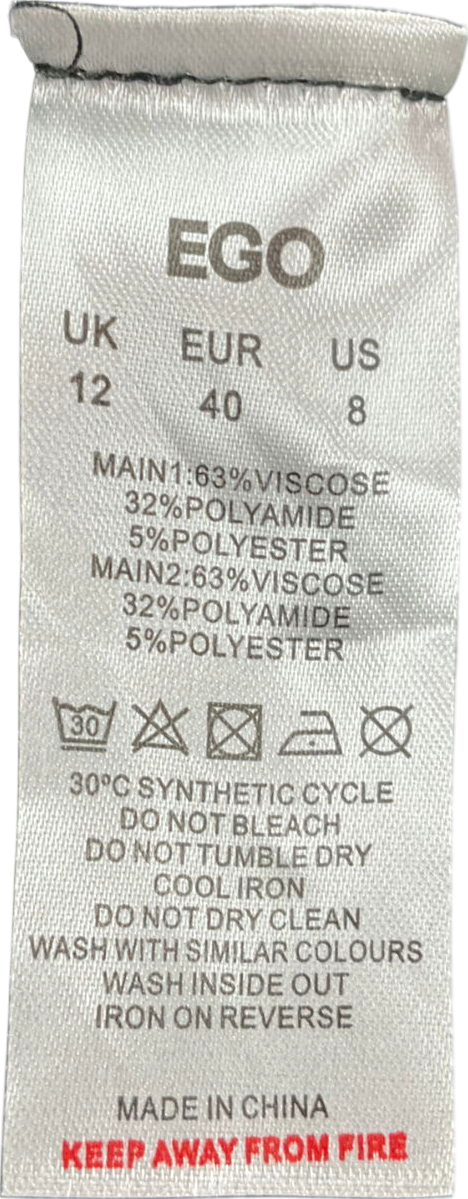 EGO
UK EUR US
12 40 8
MAIN1:63%VISCOSE
32%POLYAMIDE
5%POLYESTER
MAIN2:63%VISCOSE
32%POLYAMIDE
5%POLYESTER
30
30°C SYNTHETIC CYCLE
DO NOT BLEACH
DO NOT TUMBLE DRY
COOL IRON
DO NOT DRY CLEAN
WASH WITH SIMILAR COLOURS
WASH INSIDE OUT
IRON ON REVERSE
MADE IN CHINA
KEEP AWAY FROM FIRE